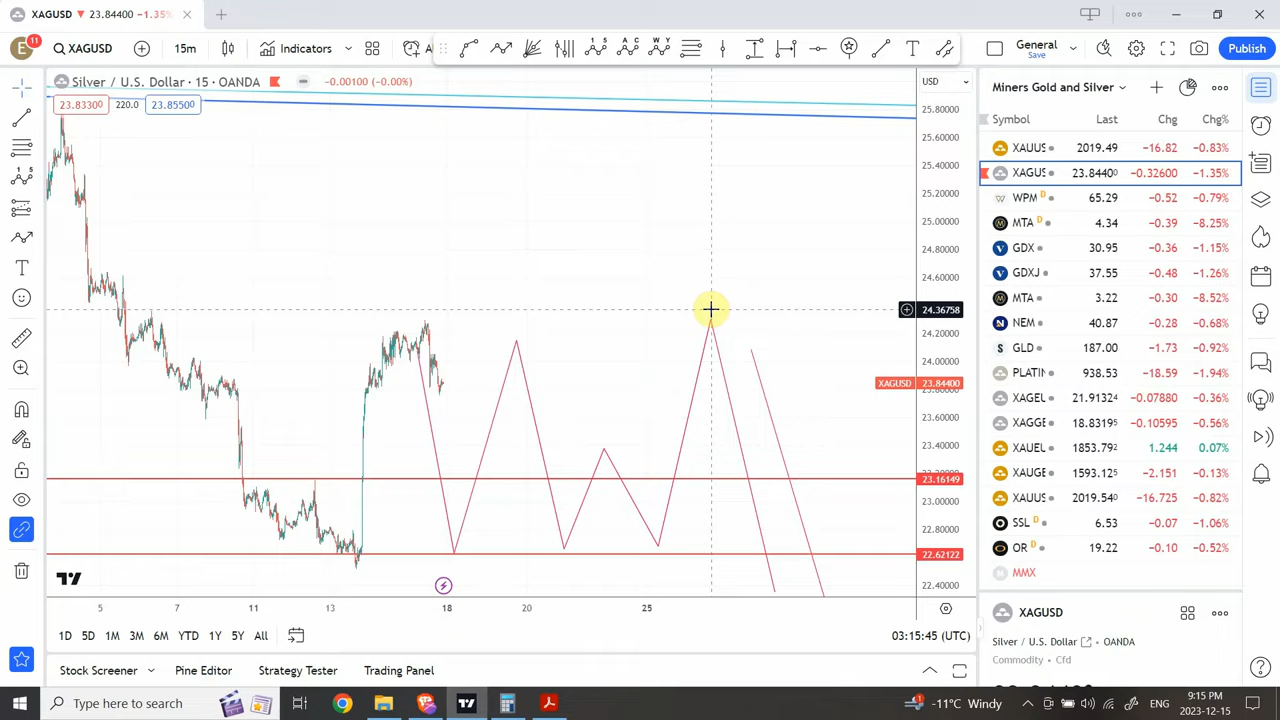 XAGUSD 23.84400 -1.35%
E 11 XAGUSD 15m Indicators General Save Publish
Silver / U.S. Dollar · 15 · OANDA -0.00100 (-0.00%) USD
23.83300 220.0 23.85500
25.80000
25.60000
25.40000
25.20000
25.00000
24.80000
24.60000
24.36758
24.20000
24.00000
XAGUSD 23.84400
23.60000
23.40000
23.16149
23.00000
22.80000
22.62122
22.40000
5 7 11 13 18 20 25
1D 5D 1M 3M 6M YTD 1Y 5Y All 03:15:45 (UTC)
Stock Screener Pine Editor Strategy Tester Trading Panel
Miners Gold and Silver
Symbol Last Chg Chg%
XAUUS 2019.49 -16.82 -0.83%
XAGUS 23.84400 -0.32600 -1.35%
WPM D 65.29 -0.52 -0.79%
MTA D 4.34 -0.39 -8.25%
GDX 30.95 -0.36 -1.15%
GDXJ 37.55 -0.48 -1.26%
MTA 3.22 -0.30 -8.52%
NEM 40.87 -0.28 -0.68%
GLD 187.00 -1.73 -0.92%
PLATIN 938.53 -18.59 -1.94%
XAGEU 21.91324 -0.07880 -0.36%
XAGGE 18.83195 -0.10595 -0.56%
XAUEU 1853.792 1.244 0.07%
XAUGE 1593.125 -2.151 -0.13%
XAUUS 2019.540 -16.725 -0.82%
SSL D 6.53 -0.07 -1.06%
OR D 19.22 -0.10 -0.52%
MMX
XAGUSD
Silver / U.S. Dollar OANDA
Commodity • Cfd
Type here to search
1 -11°C Windy ENG 9:15 PM
2023-12-15